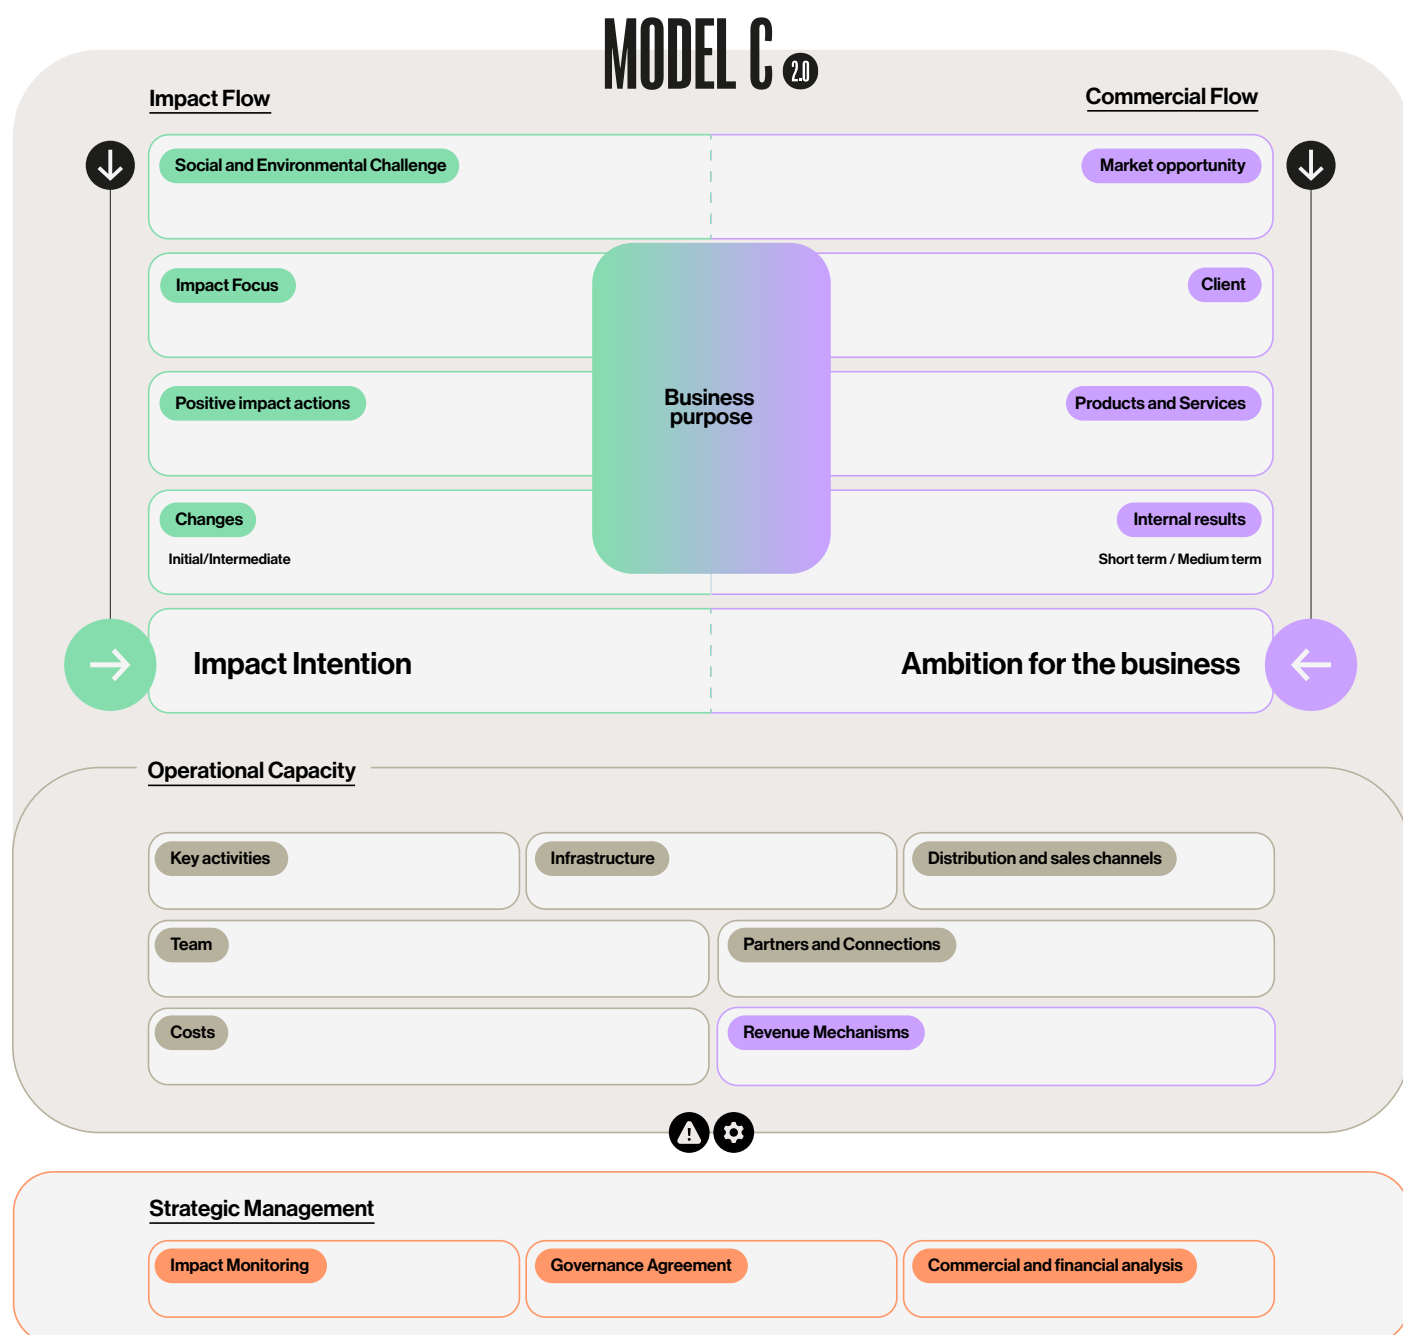 MODEL C 2.0
Impact Flow
Commercial Flow
Social and Environmental Challenge
Market opportunity
Impact Focus
Client
Positive impact actions
Business
purpose
Products and Services
Changes
Internal results
Initial/Intermediate
Short term / Medium term
Impact Intention
Ambition for the business
Operational Capacity
Key activities
Infrastructure
Distribution and sales channels
Team
Partners and Connections
Costs
Revenue Mechanisms
Strategic Management
Impact Monitoring
Governance Agreement
Commercial and financial analysis